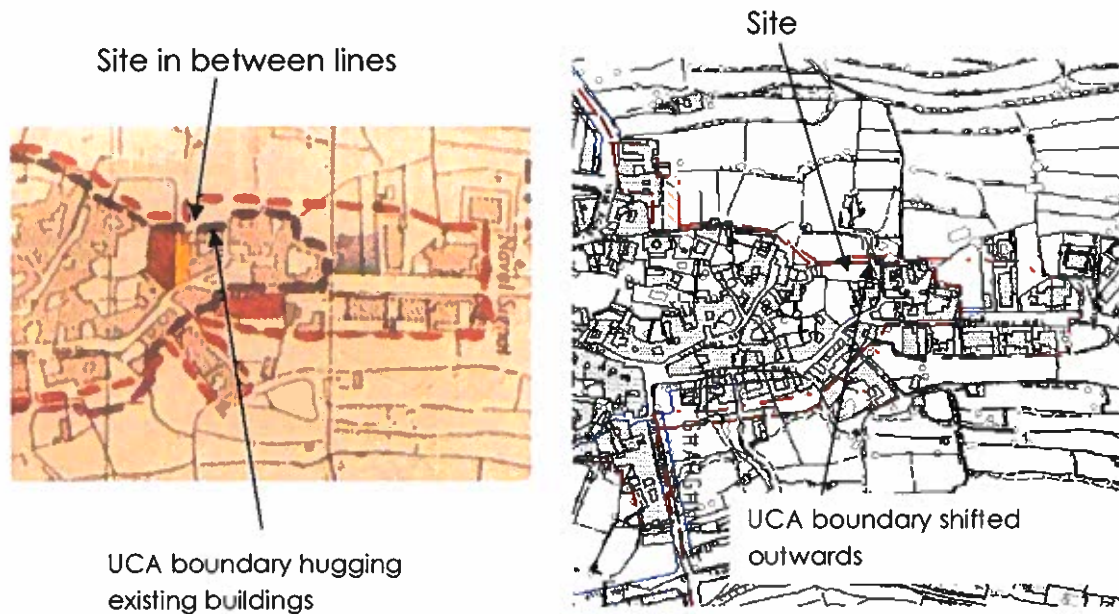 Site in between lines
UCA boundary hugging
existing buildings
Site
UCA boundary shifted
outwards